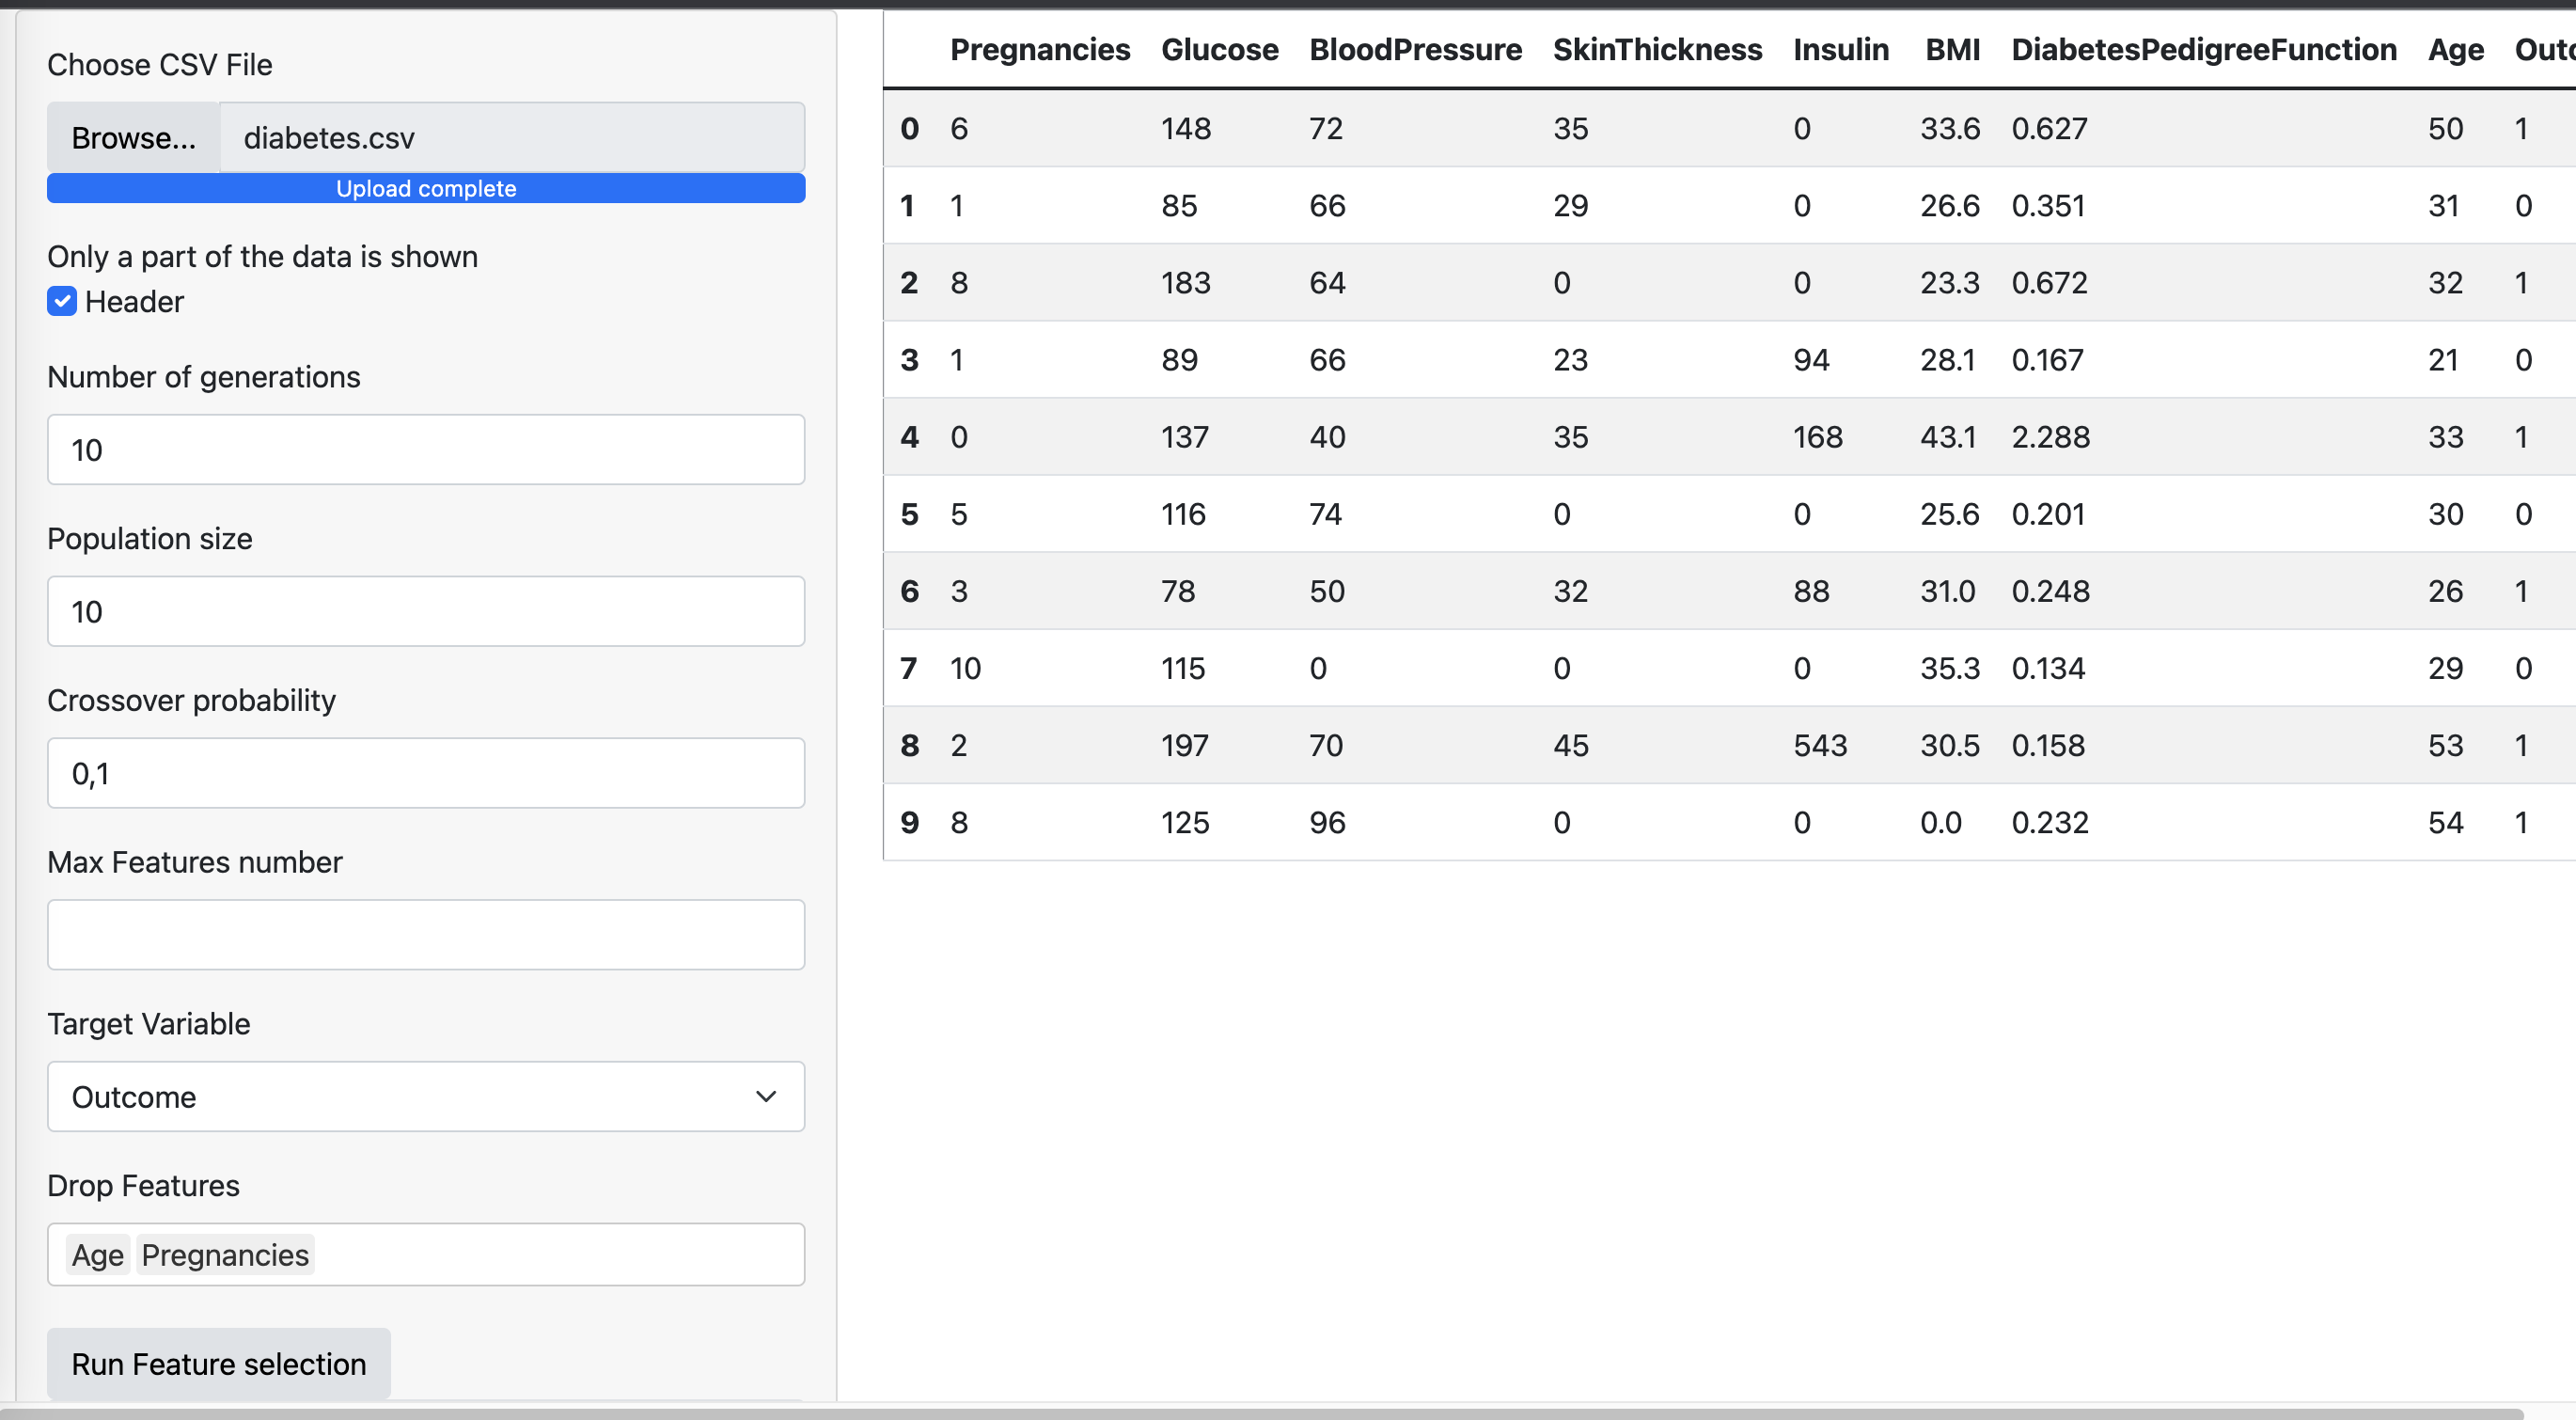 Choose CSV File
Browse... diabetes.csv
Upload complete
Only a part of the data is shown
Header
Number of generations
10
Population size
10
Crossover probability
0,1
Max Features number
Target Variable
Outcome
Drop Features
Age Pregnancies
Run Feature selection
Pregnancies Glucose BloodPressure SkinThickness Insulin BMI DiabetesPedigreeFunction Age
0 6 148 72 35 0 33.6 0.627 50 1
1 1 85 66 29 0 26.6 0.351 31 0
2 8 183 64 0 0 23.3 0.672 32 1
3 1 89 66 23 94 28.1 0.167 21 0
4 0 137 40 35 168 43.1 2.288 33 1
5 5 116 74 0 0 25.6 0.201 30 0
6 3 78 50 32 88 31.0 0.248 26 1
7 10 115 0 0 0 35.3 0.134 29 0
8 2 197 70 45 543 30.5 0.158 53 1
9 8 125 96 0 0 0.0 0.232 54 1